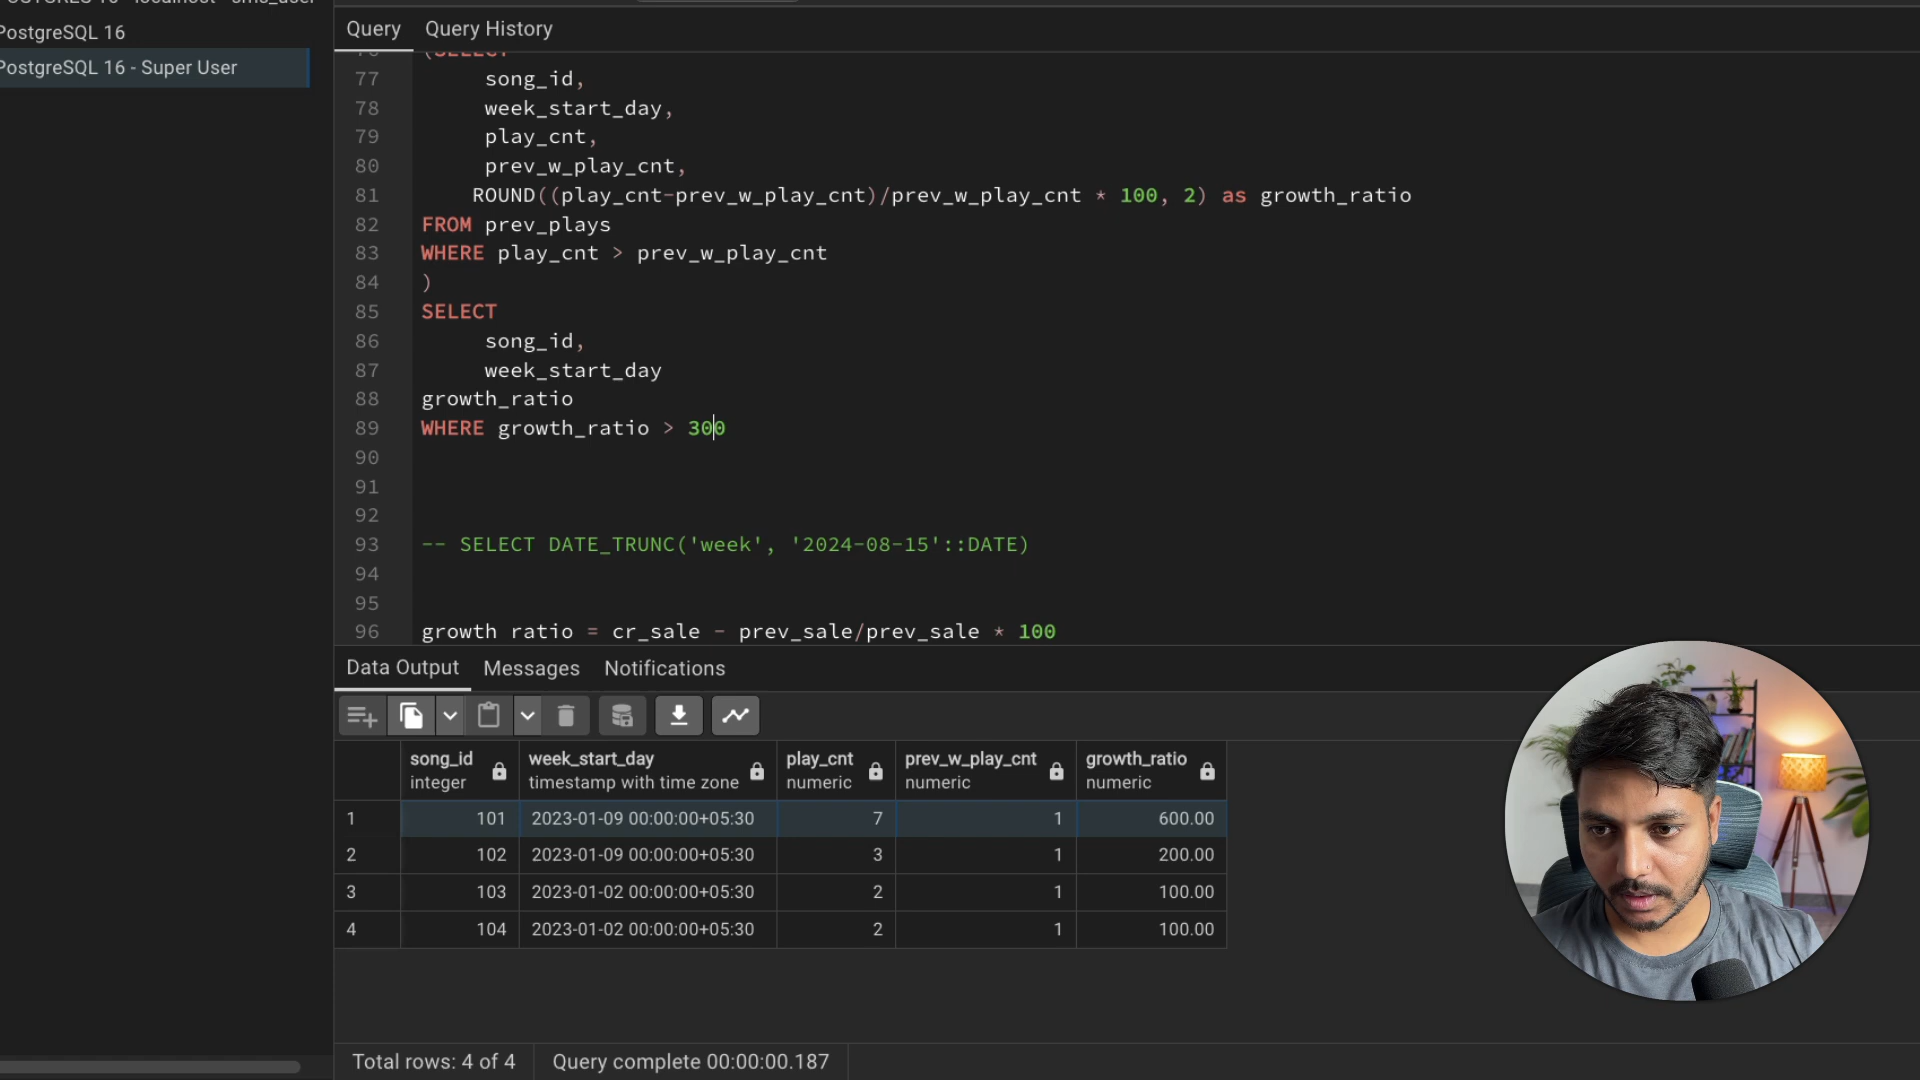 PostgreSQL 16
PostgreSQL 16 - Super User
Query
Query History
(SELECT
77 song_id,
78 week_start_day,
79 play_cnt,
80 prev_w_play_cnt,
81 ROUND((play_cnt-prev_w_play_cnt)/prev_w_play_cnt * 100, 2) as growth_ratio
82 FROM prev_plays
83 WHERE play_cnt > prev_w_play_cnt
84 )
85 SELECT
86 song_id,
87 week_start_day
88 growth_ratio
89 WHERE growth_ratio > 300
90
91
92
93 -- SELECT DATE_TRUNC('week', '2024-08-15'::DATE)
94
95
96 growth ratio = cr_sale - prev_sale/prev_sale * 100
Data Output Messages Notifications
song_id week_start_day play_cnt prev_w_play_cnt growth_ratio
integer timestamp with time zone numeric numeric numeric
1 101 2023-01-09 00:00:00+05:30 7 1 600.00
2 102 2023-01-09 00:00:00+05:30 3 1 200.00
3 103 2023-01-02 00:00:00+05:30 2 1 100.00
4 104 2023-01-02 00:00:00+05:30 2 1 100.00
Total rows: 4 of 4 Query complete 00:00:00.187